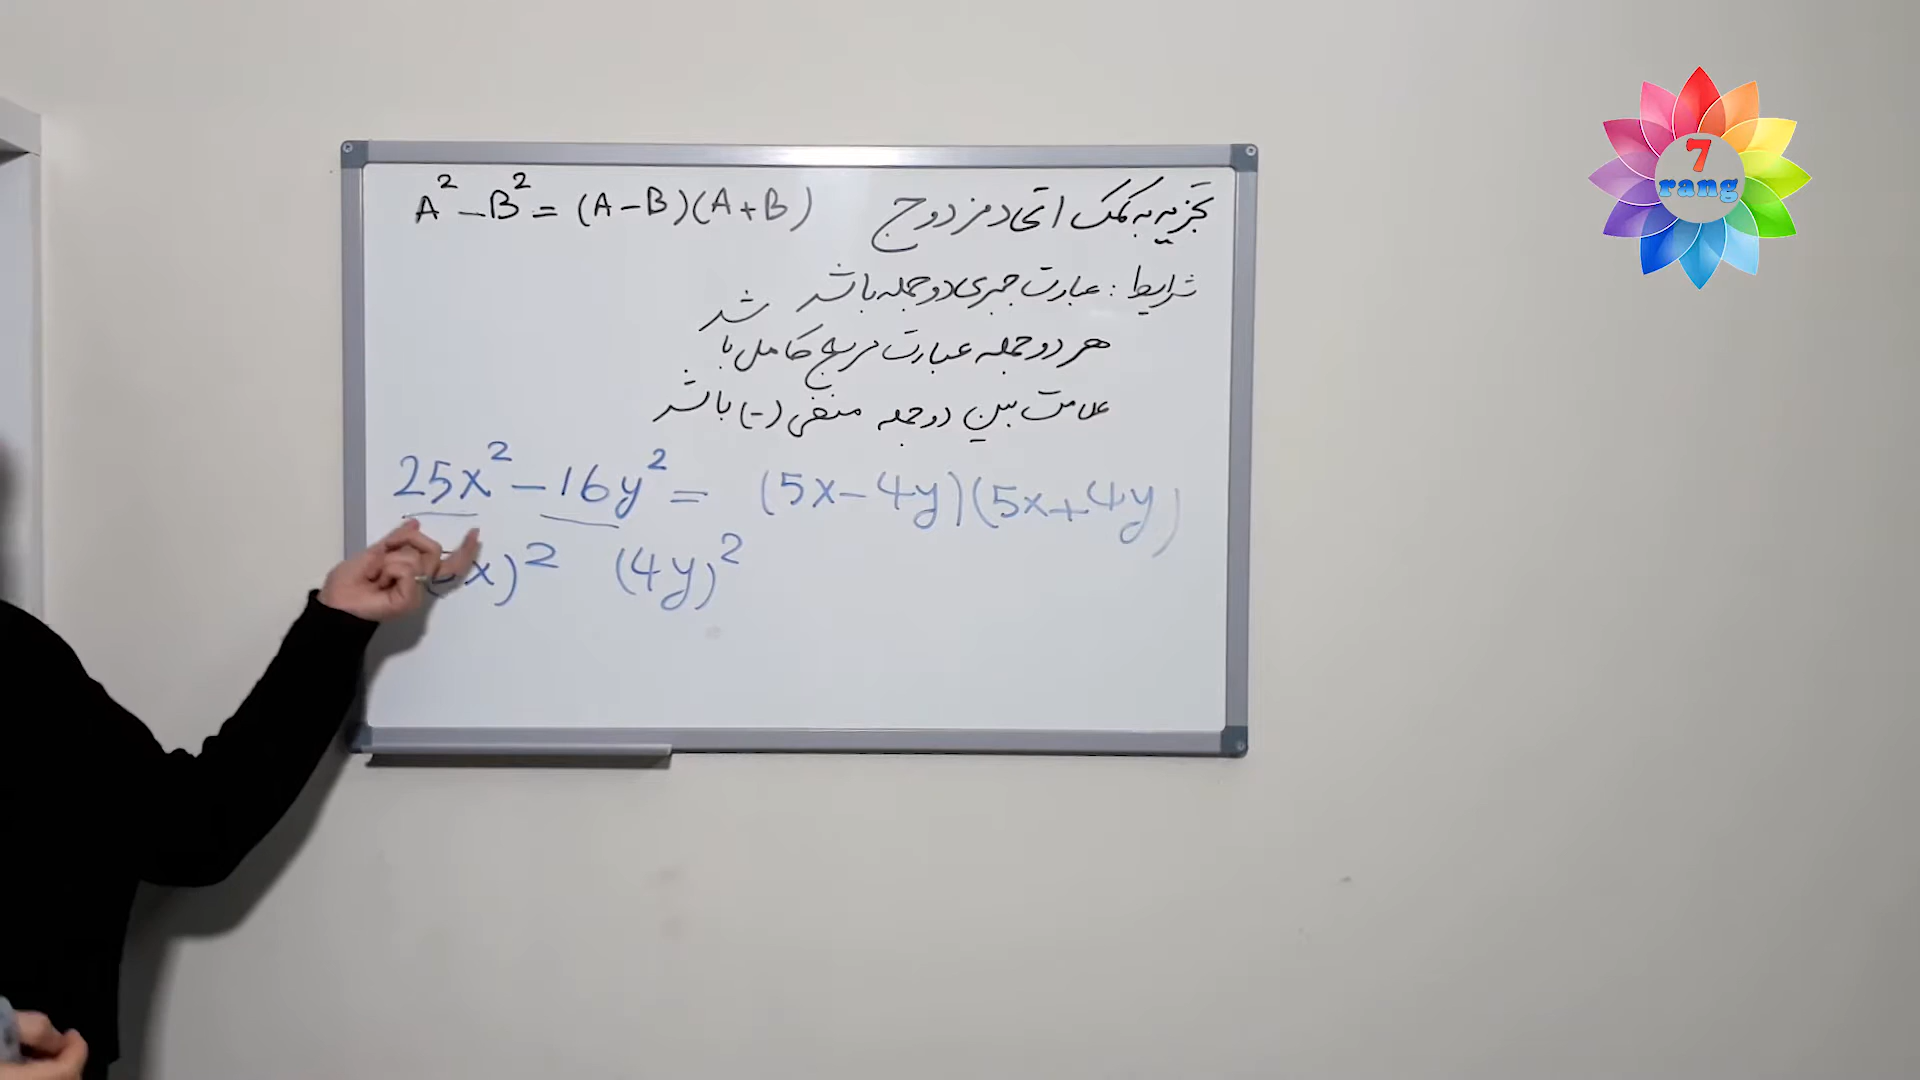 A² - B² = (A - B)(A + B) تجزیه به کمک اتحاد مزدوج
شرایط: عبارت جبری دو جمله باشد
هر دو جمله عبارت مربع کامل باشد
علامت بین دو جمله منفی (-) باشد
25x² - 16y² = (5x - 4y)(5x + 4y)
x)² (4y)²
7
rang